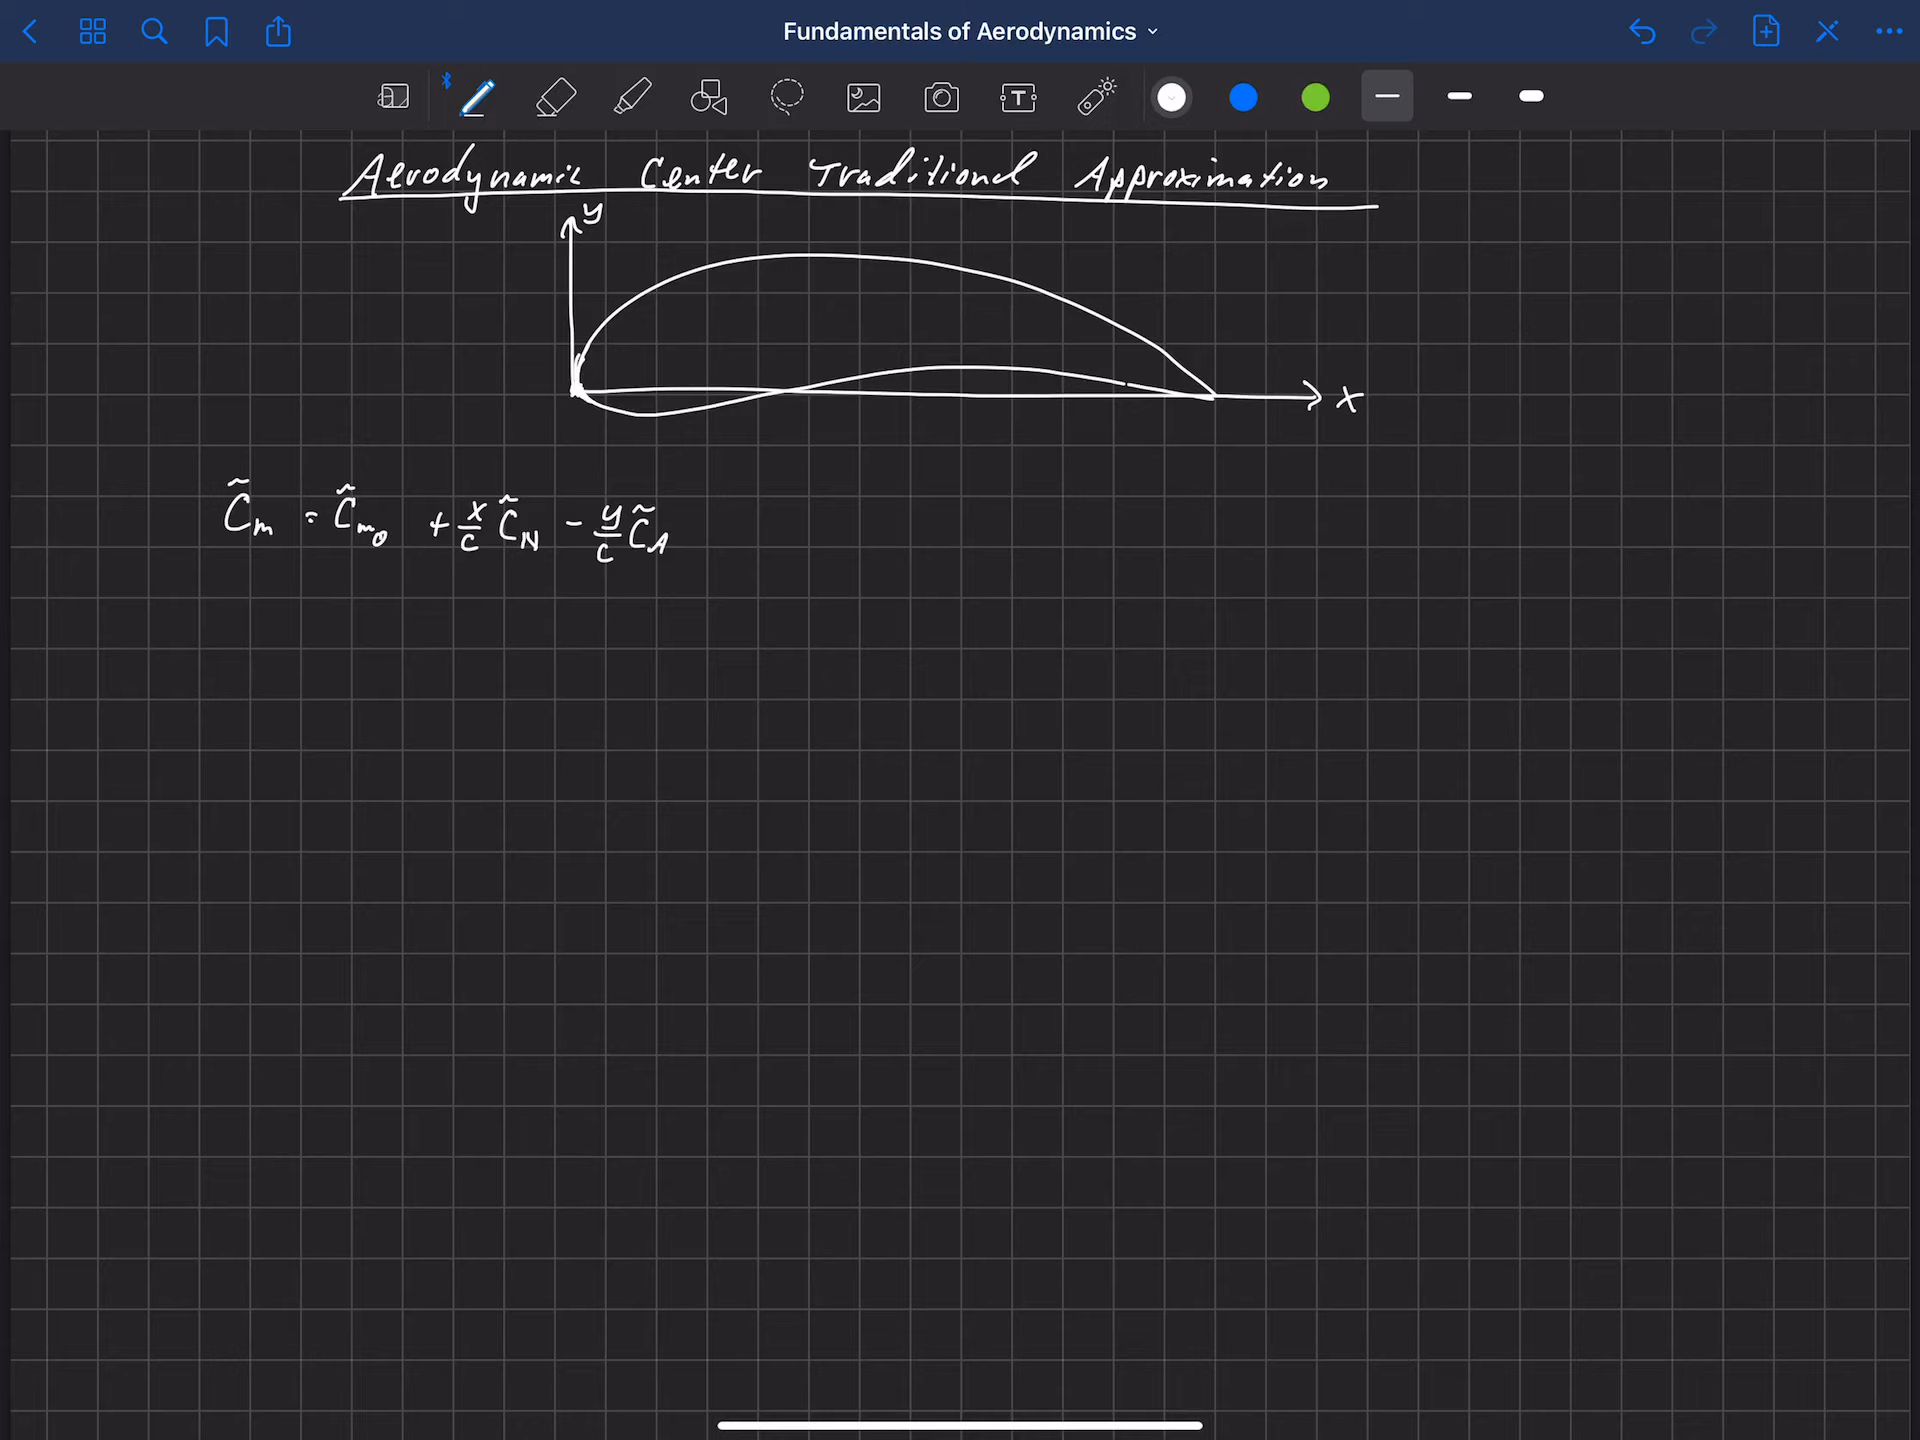 Fundamentals of Aerodynamics
Aerodynamic Center Traditional Approximation
y
x
C̃m = C̃m₀ + x/c C̃N - y/c C̃A